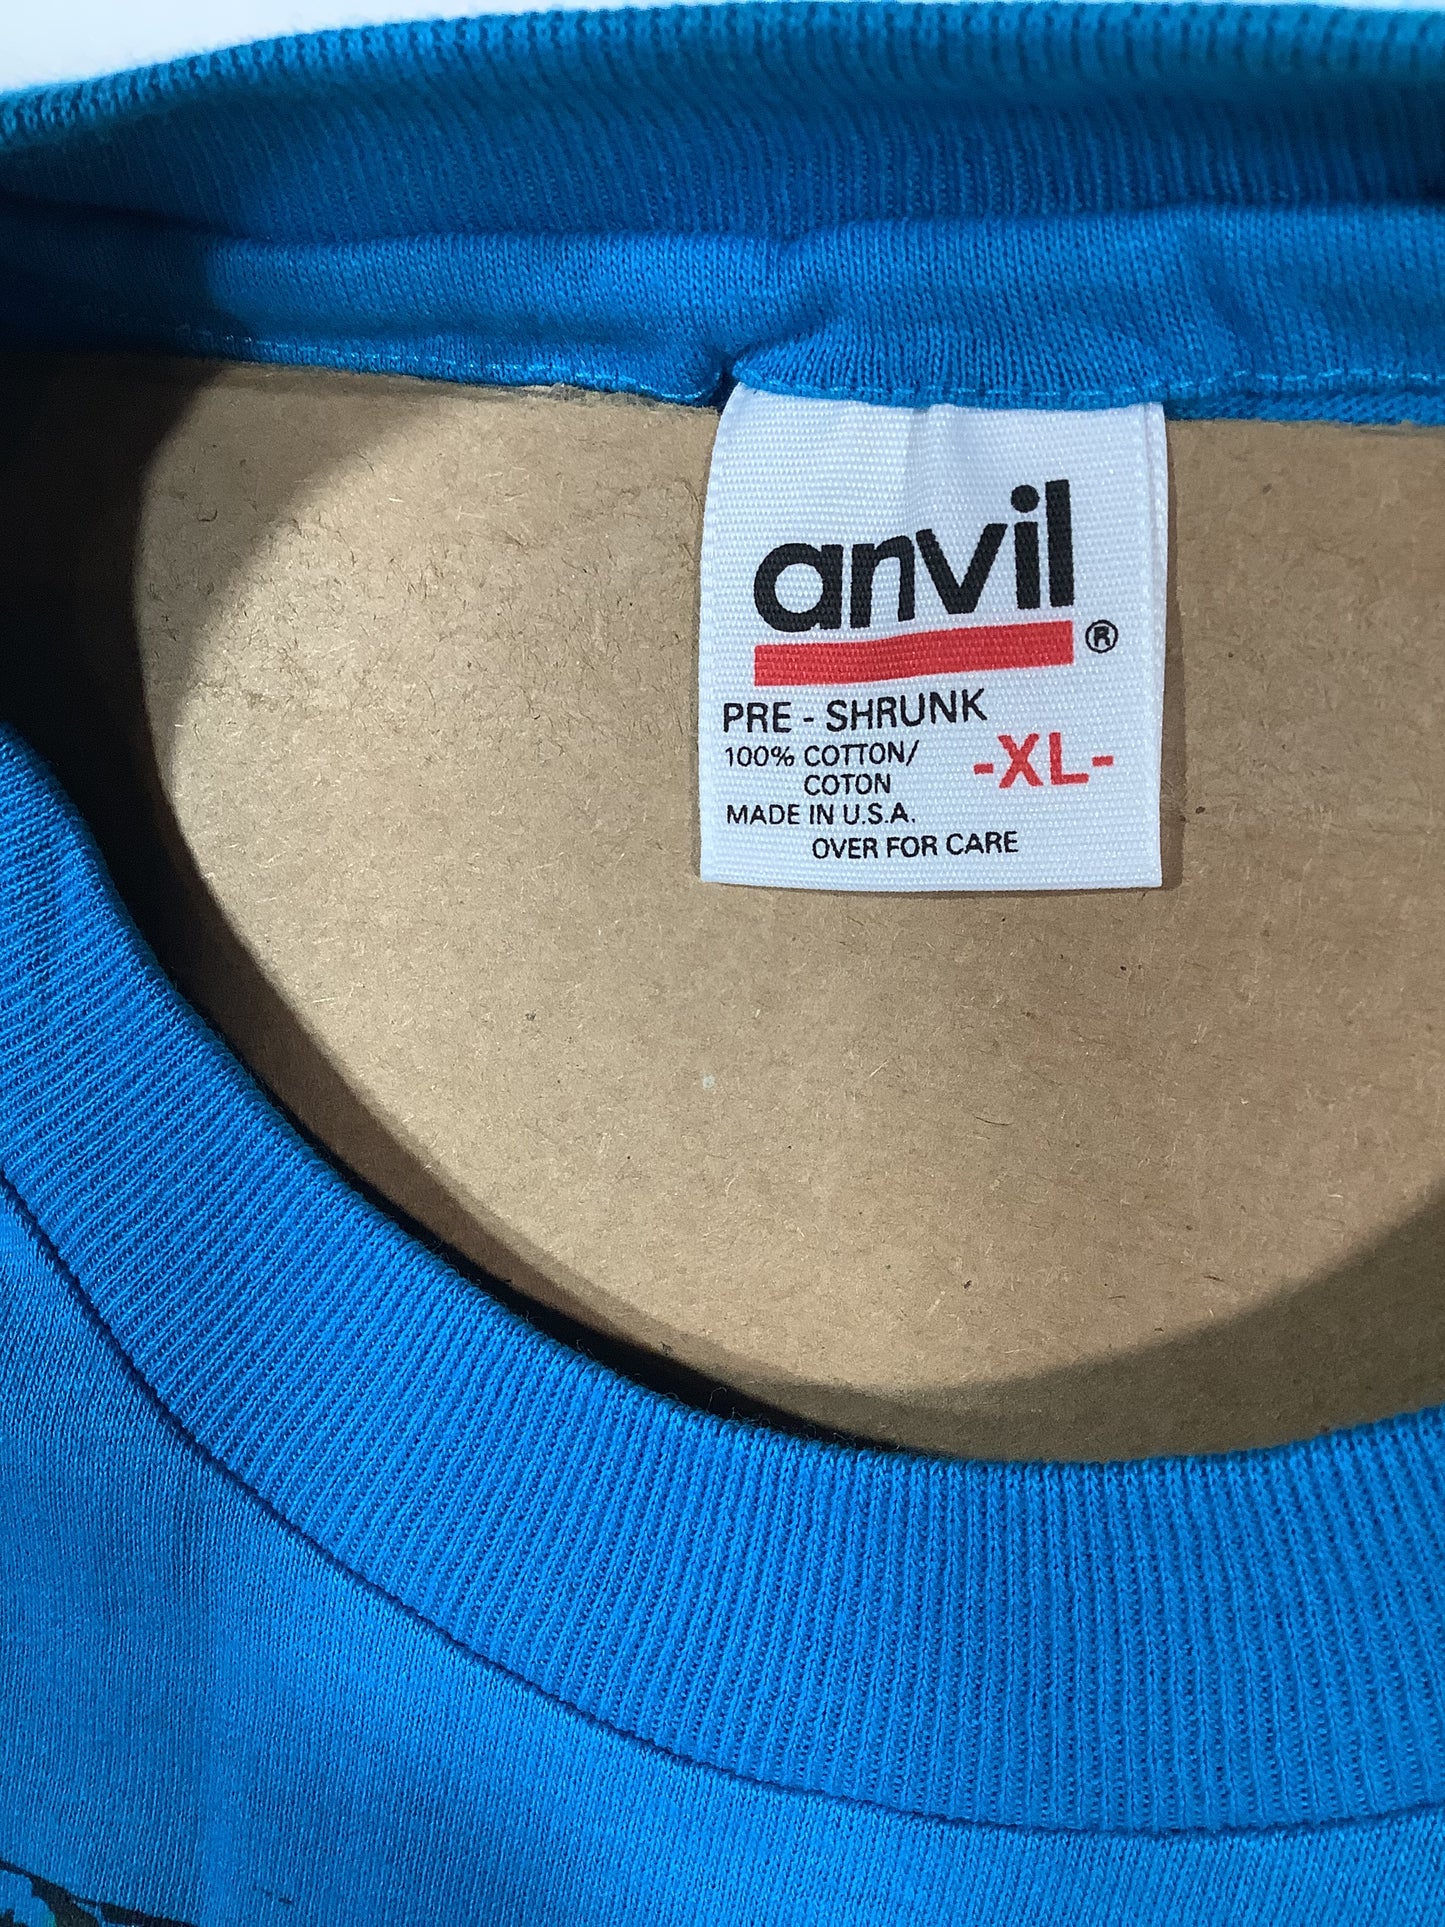 anvil®
PRE - SHRUNK
100% COTTON/
COTON
-XL-
MADE IN U.S.A.
OVER FOR CARE